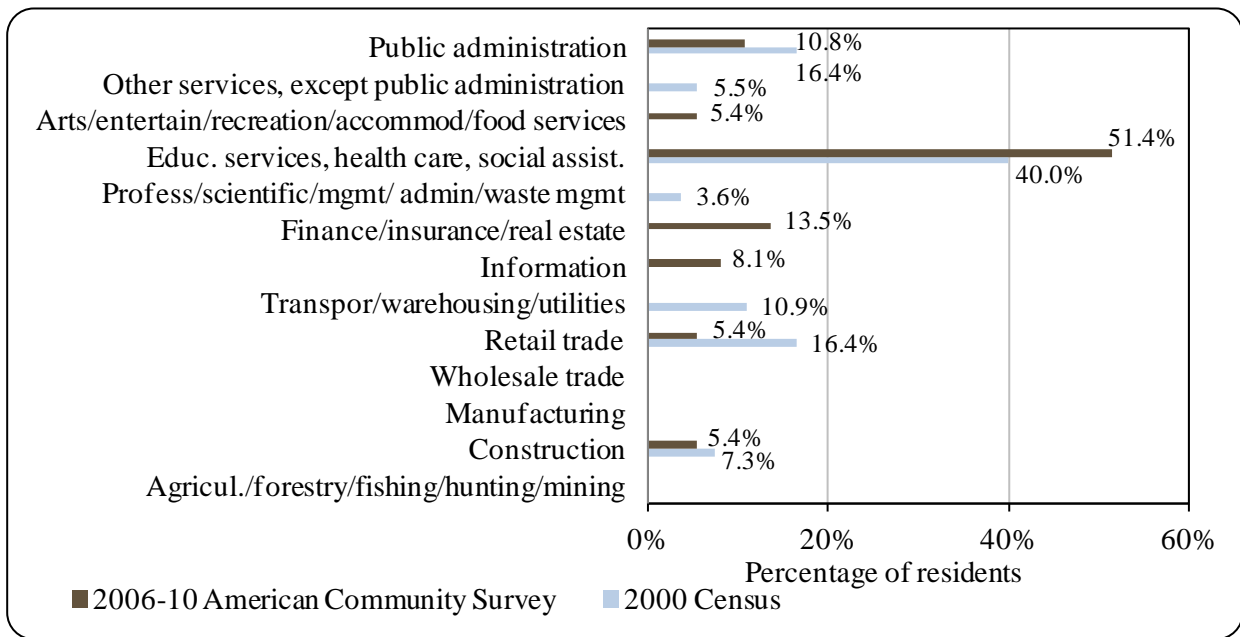 Public administration
10.8%
16.4%
Other services, except public administration
5.5%
Arts/entertain/recreation/accommod/food services
5.4%
Educ. services, health care, social assist.
51.4%
40.0%
Profess/scientific/mgmt/ admin/waste mgmt
3.6%
Finance/insurance/real estate
13.5%
Information
8.1%
Transpor/warehousing/utilities
10.9%
Retail trade
5.4%
16.4%
Wholesale trade
Manufacturing
Construction
5.4%
7.3%
Agricul./forestry/fishing/hunting/mining
0% 20% 40% 60%
Percentage of residents
2006-10 American Community Survey 2000 Census